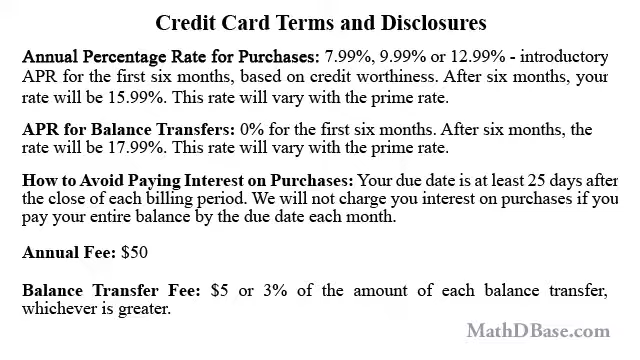 Credit Card Terms and Disclosures
Annual Percentage Rate for Purchases: 7.99%, 9.99% or 12.99% - introductory
APR for the first six months, based on credit worthiness. After six months, your
rate will be 15.99%. This rate will vary with the prime rate.
APR for Balance Transfers: 0% for the first six months. After six months, the
rate will be 17.99%. This rate will vary with the prime rate.
How to Avoid Paying Interest on Purchases: Your due date is at least 25 days after
the close of each billing period. We will not charge you interest on purchases if you
pay your entire balance by the due date each month.
Annual Fee: $50
Balance Transfer Fee: $5 or 3% of the amount of each balance transfer,
whichever is greater.
MathDBase.com